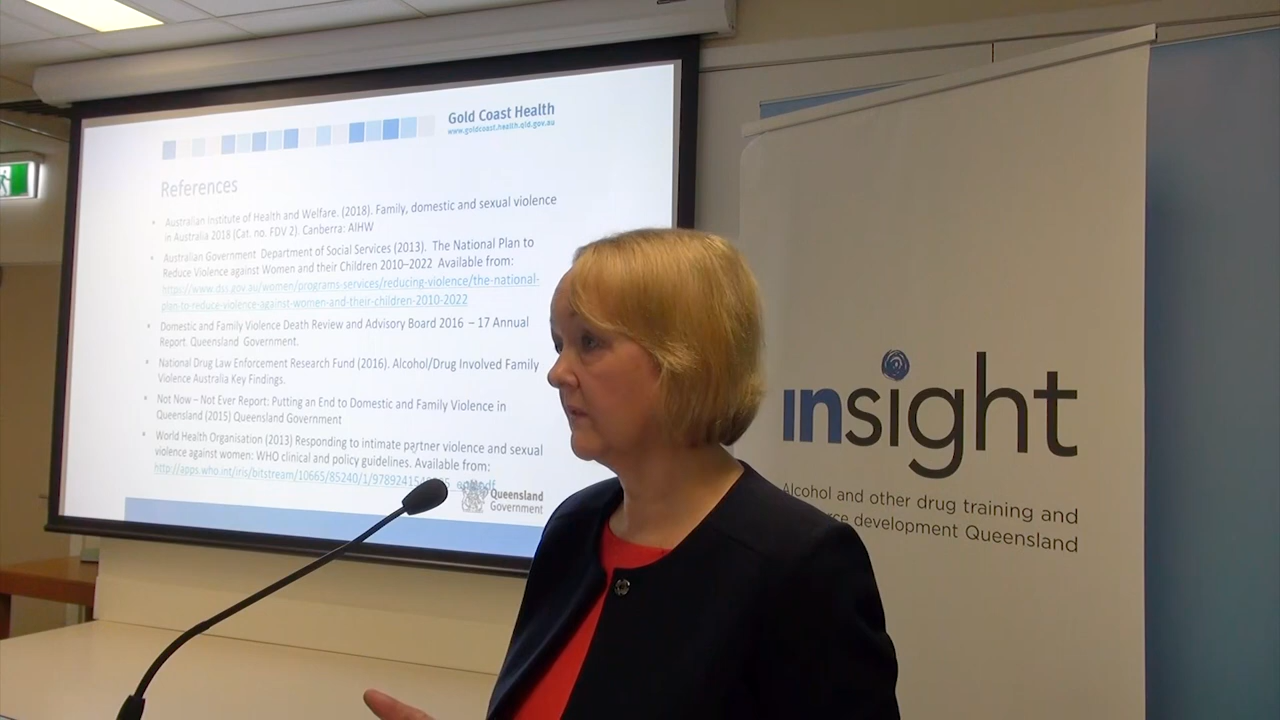 Gold Coast Health
www.goldcoast.health.qld.gov.au
References
Australian Institute of Health and Welfare. (2018). Family, domestic and sexual violence
in Australia 2018 (Cat. no. FDV 2). Canberra: AIHW
Australian Government Department of Social Services (2013). The National Plan to
Reduce Violence against Women and their Children 2010–2022 Available from:
https://www.dss.gov.au/women/programs-services/reducing-violence/the-national-
plan-to-reduce-violence-against-women-and-their-children-2010-2022
Domestic and Family Violence Death Review and Advisory Board 2016 – 17 Annual
Report. Queensland Government.
National Drug Law Enforcement Research Fund (2016). Alcohol/Drug Involved Family
Violence Australia Key Findings.
Not Now – Not Ever Report: Putting an End to Domestic and Family Violence in
Queensland (2015) Queensland Government
World Health Organisation (2013) Responding to intimate partner violence and sexual
violence against women: WHO clinical and policy guidelines. Available from:
Queensland
Government
insight
Alcohol and other drug training and
development Queensland